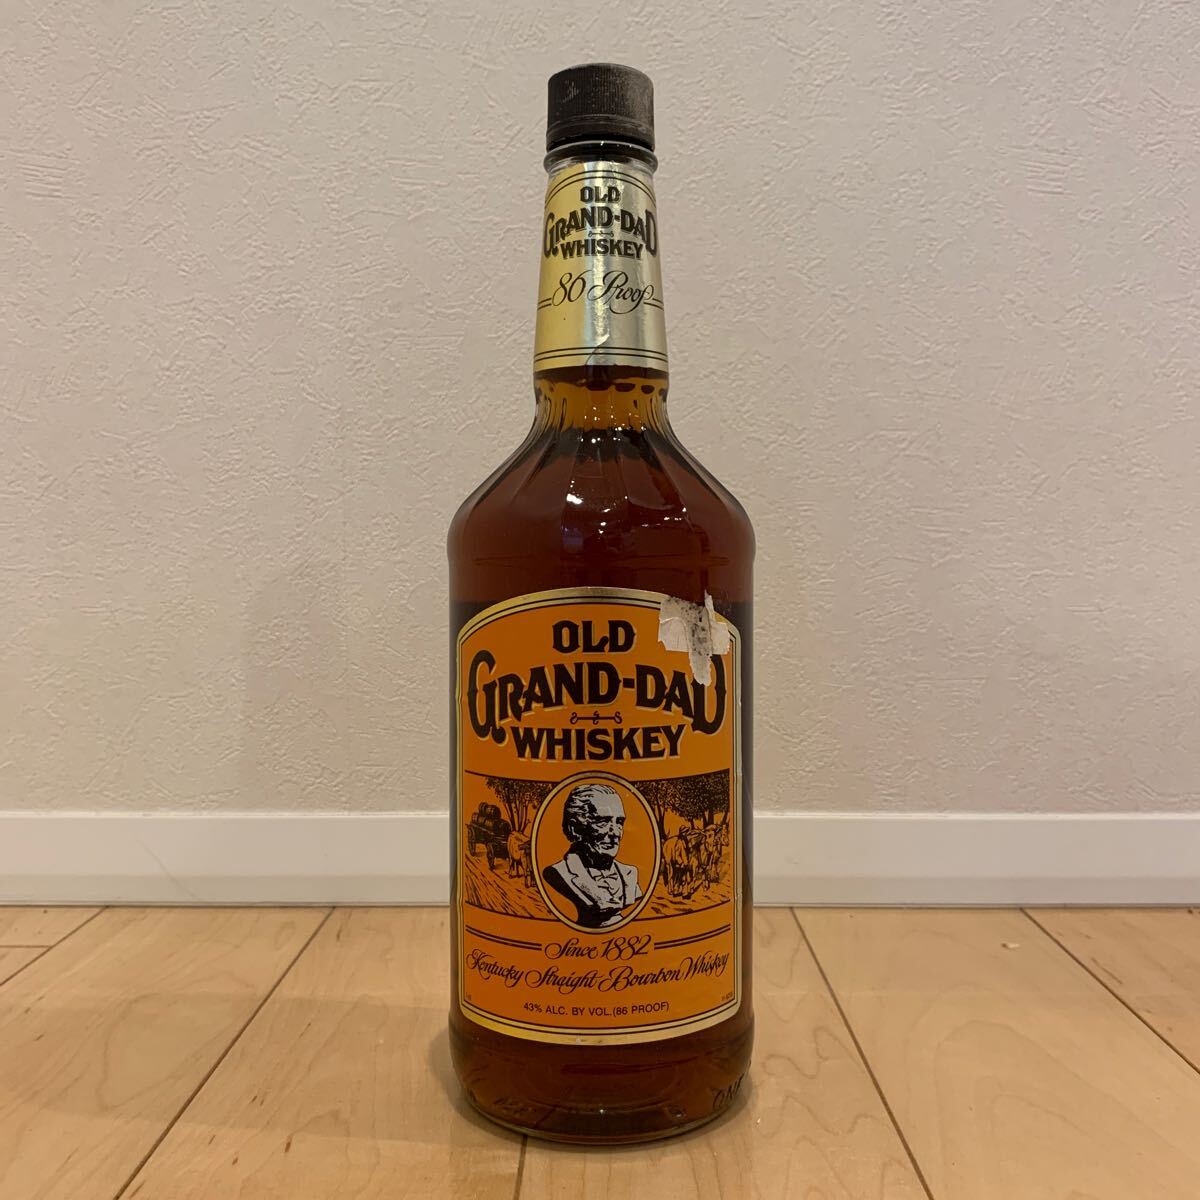 OLD
GRAND-DAD
WHISKEY
86 Proof
OLD
GRAND-DAD
WHISKEY
Since 1882
Kentucky Straight Bourbon Whiskey
43% ALC. BY VOL. (86 PROOF)
ONE